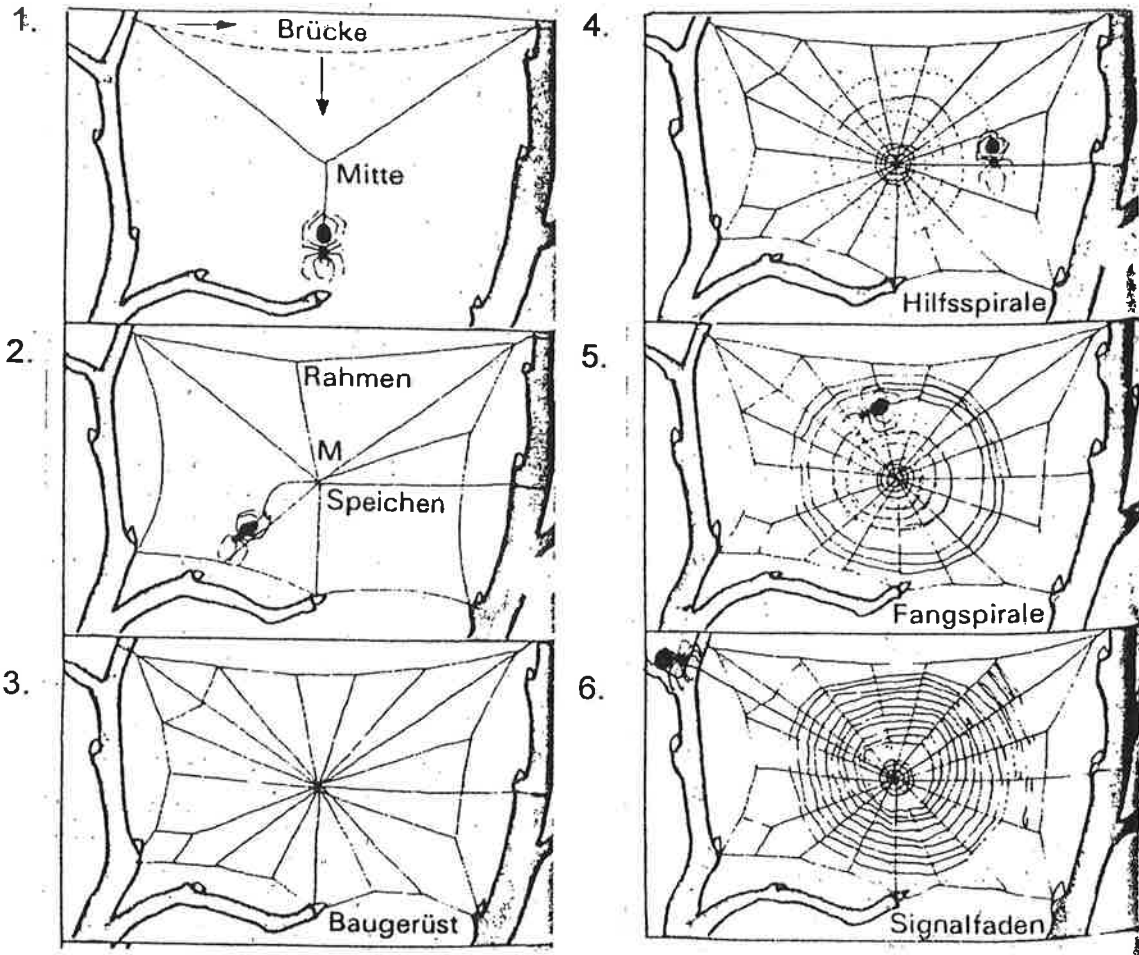 1.
Brücke
Mitte
2.
Rahmen
M
Speichen
3.
Baugerüst
4.
Hilfsspirale
5.
Fangspirale
6.
Signalfaden